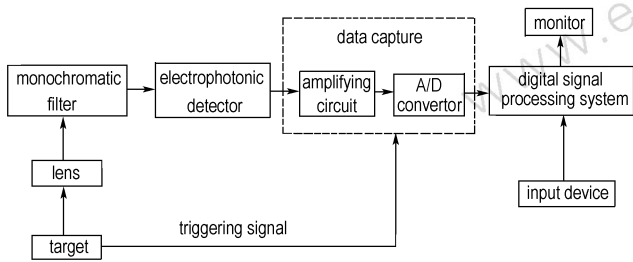 monitor
data capture
monochromatic
filter
electrophotonic
detector
amplifying
circuit
A/D
convertor
digital signal
processing system
lens
input device
triggering signal
target
www.e